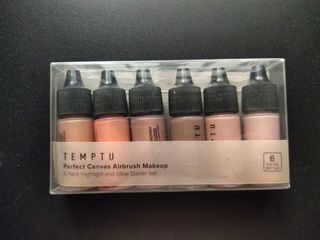 TEMPTU
Perfect Canvas Airbrush Makeup
6-Pack Highlight and Glow Starter Set
6